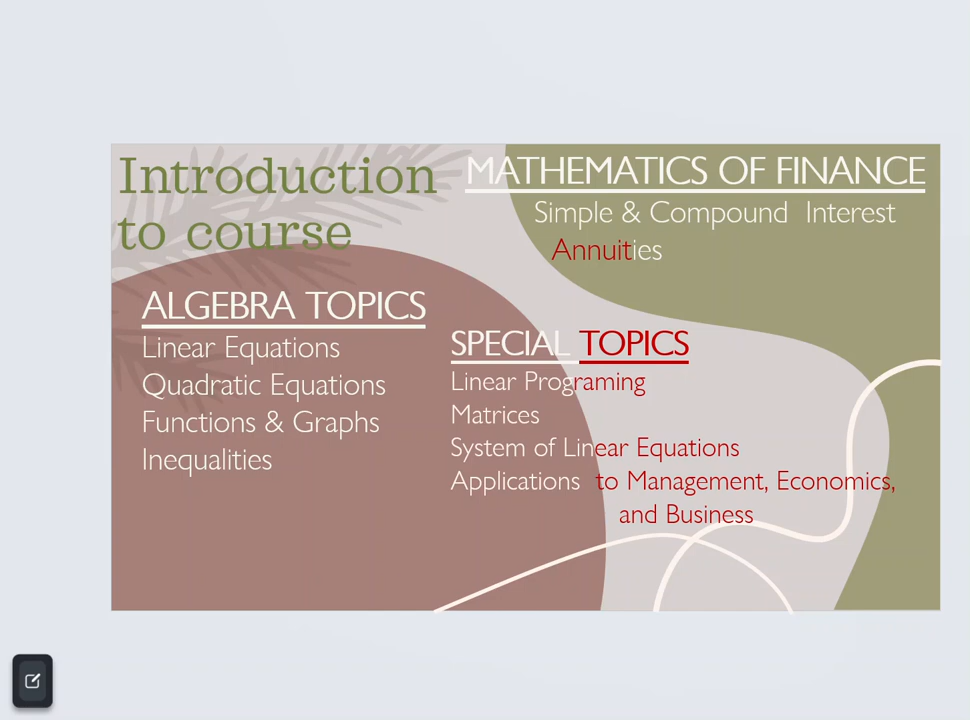 Introduction
to course
MATHEMATICS OF FINANCE
Simple & Compound Interest
Annuities
ALGEBRA TOPICS
Linear Equations
Quadratic Equations
Functions & Graphs
Inequalities
SPECIAL TOPICS
Linear Programing
Matrices
System of Linear Equations
Applications to Management, Economics,
and Business